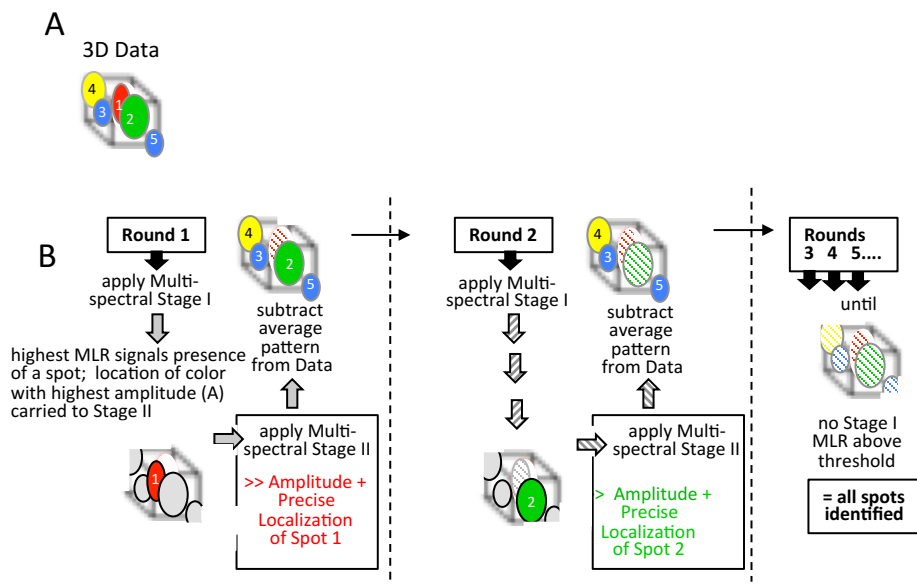 A
3D Data
4
1
3
2
5
B
Round 1
apply Multi-
spectral Stage I
highest MLR signals presence
of a spot; location of color
with highest amplitude (A)
carried to Stage II
1
4
3
2
5
subtract
average
pattern
from Data
apply Multi-
spectral Stage II
>> Amplitude +
Precise
Localization
of Spot 1
Round 2
apply Multi-
spectral Stage I
2
4
3
5
subtract
average
pattern
from Data
apply Multi-
spectral Stage II
> Amplitude +
Precise
Localization
of Spot 2
Rounds
3 4 5....
until
no Stage I
MLR above
threshold
= all spots
identified